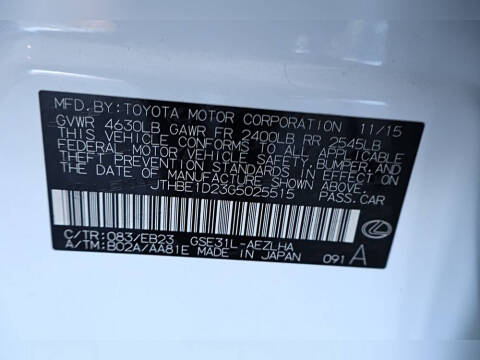 MFD. BY: TOYOTA MOTOR CORPORATION 11/15
GVWR 4630LB GAWR FR 2400LB RR 2545LB
THIS VEHICLE CONFORMS TO ALL APPLICABLE
FEDERAL MOTOR VEHICLE SAFETY, BUMPER, AND
THEFT PREVENTION STANDARDS IN EFFECT ON
THE DATE OF MANUFACTURE SHOWN ABOVE.
JTHBE1D23G5025515 PASS. CAR
C/TR: 083/EB23 GSE31L-AEZLHA
A/TM: B02A/AA81E MADE IN JAPAN 091 A